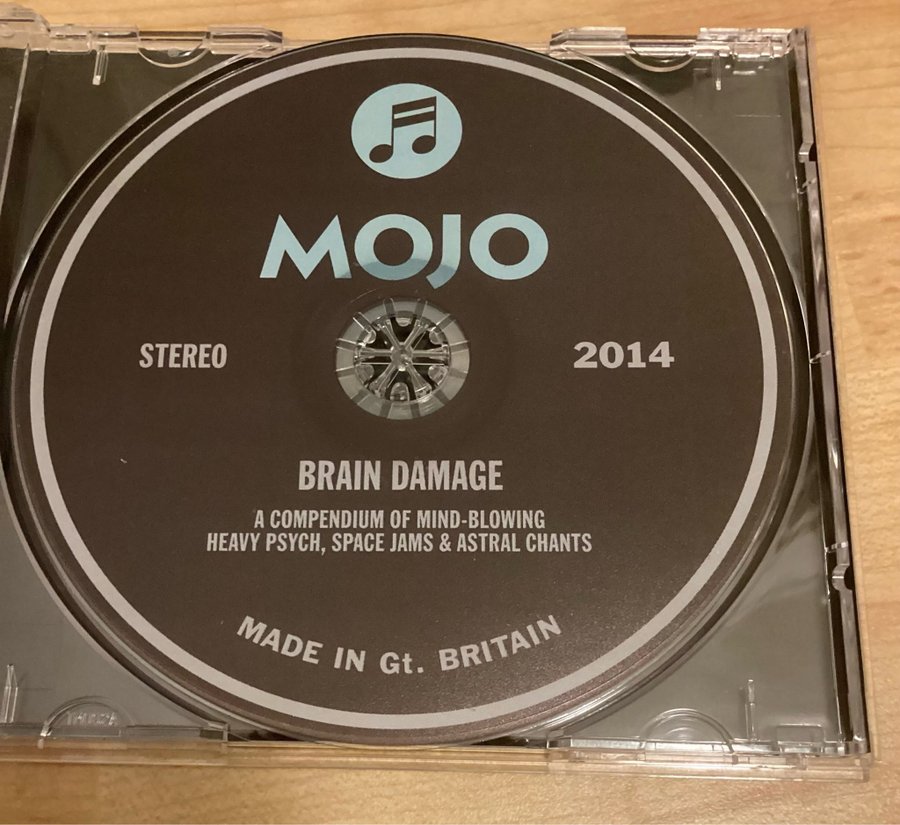 MOJO
STEREO
2014
BRAIN DAMAGE
A COMPENDIUM OF MIND-BLOWING
HEAVY PSYCH, SPACE JAMS & ASTRAL CHANTS
MADE IN Gt. BRITAIN